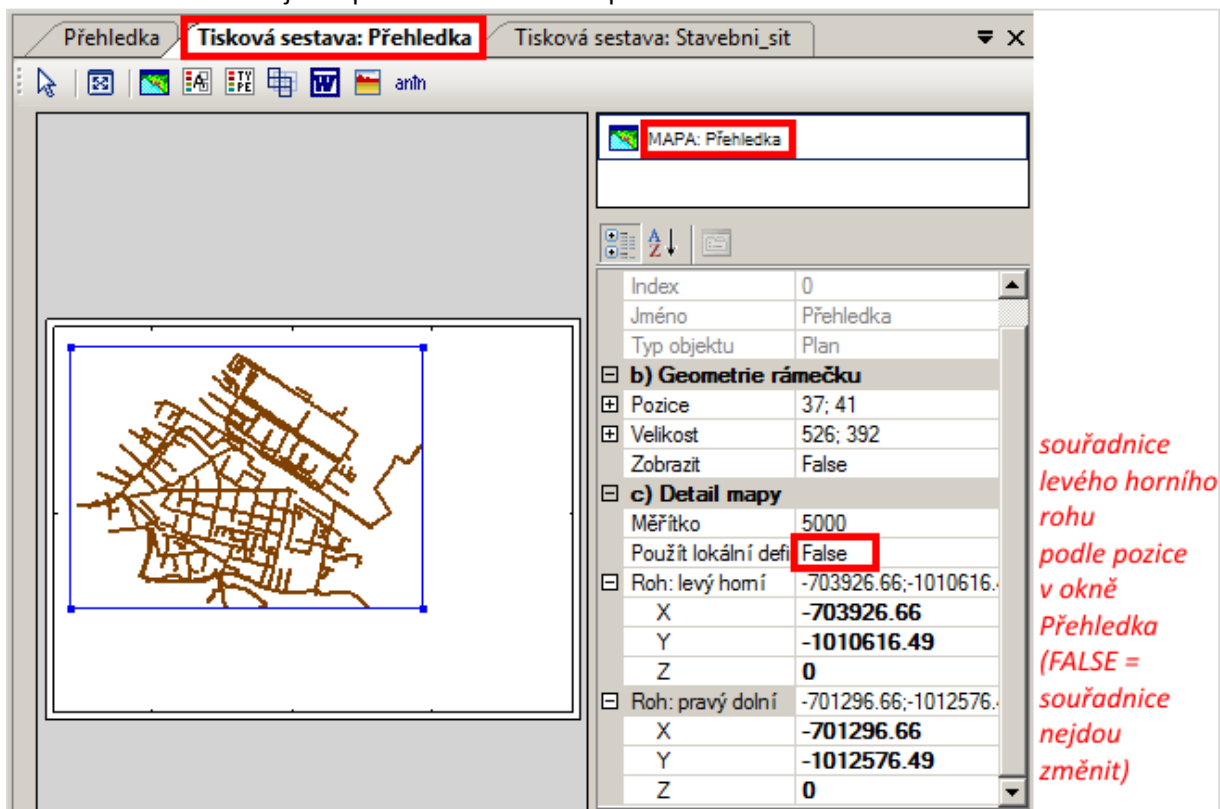 Přehledka Tisková sestava: Přehledka Tisková sestava: Stavebni_sit
TYPE W anIn
MAPA: Přehledka
A Z
Index 0
Jméno Přehledka
Typ objektu Plan
b) Geometrie rámečku
Pozice 37; 41
Velikost 526; 392
Zobrazit False
c) Detail mapy
Měřítko 5000
Použít lokální defi False
Roh: levý horní -703926.66;-1010616.
X -703926.66
Y -1010616.49
Z 0
Roh: pravý dolní -701296.66;-1012576.
X -701296.66
Y -1012576.49
Z 0
souřadnice
levého horního
rohu
podle pozice
v okně
Přehledka
(FALSE =
souřadnice
nejdou
změnit)